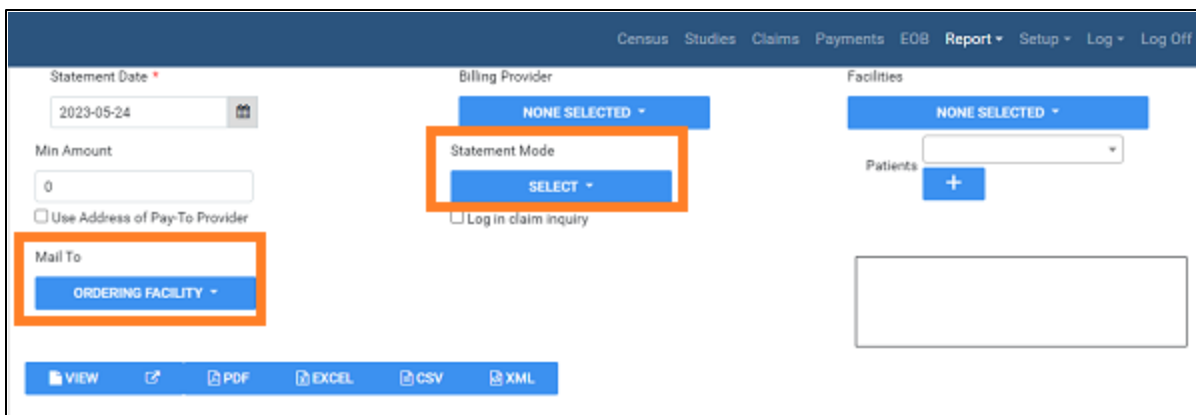 Census Studies Claims Payments EOB Report Setup Log Log Off
Statement Date * Billing Provider Facilities
2023-05-24 NONE SELECTED NONE SELECTED
Min Amount Statement Mode Patients
0 SELECT +
Use Address of Pay-To Provider Log in claim inquiry
Mail To
ORDERING FACILITY
VIEW PDF EXCEL CSV XML